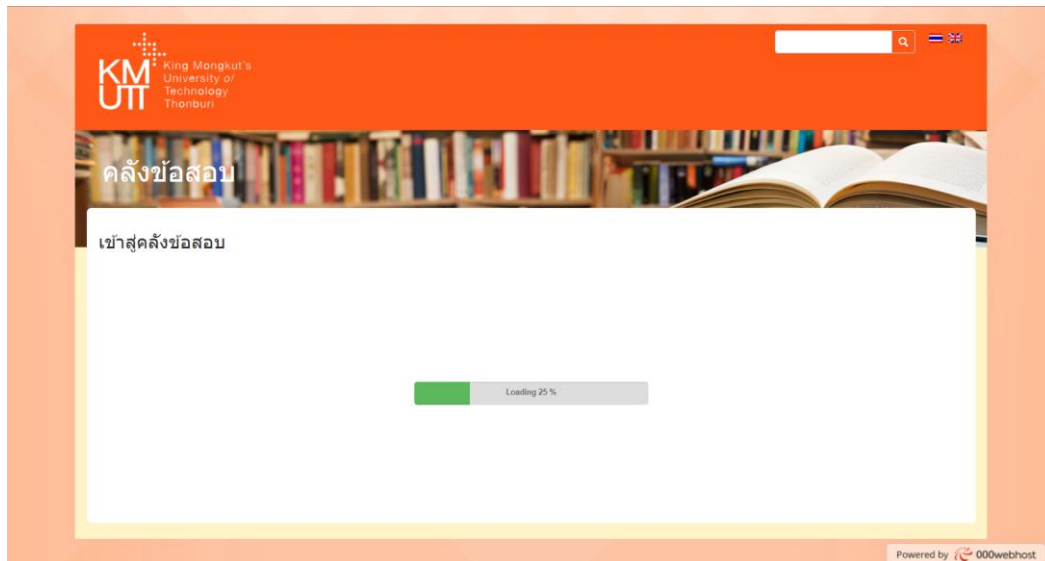 KM
UTT
King Mongkut's
University of
Technology
Thonburi
คลังข้อสอบ
เข้าสู่คลังข้อสอบ
Loading 25 %
Powered by 000webhost